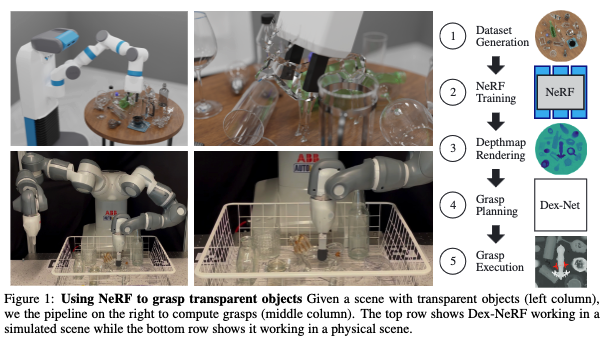 1 Dataset
Generation
2 NeRF
Training
NeRF
3 Depthmap
Rendering
4 Grasp
Planning
Dex-Net
5 Grasp
Execution
ABB
Figure 1: Using NeRF to grasp transparent objects Given a scene with transparent objects (left column),
we the pipeline on the right to compute grasps (middle column). The top row shows Dex-NeRF working in a
simulated scene while the bottom row shows it working in a physical scene.